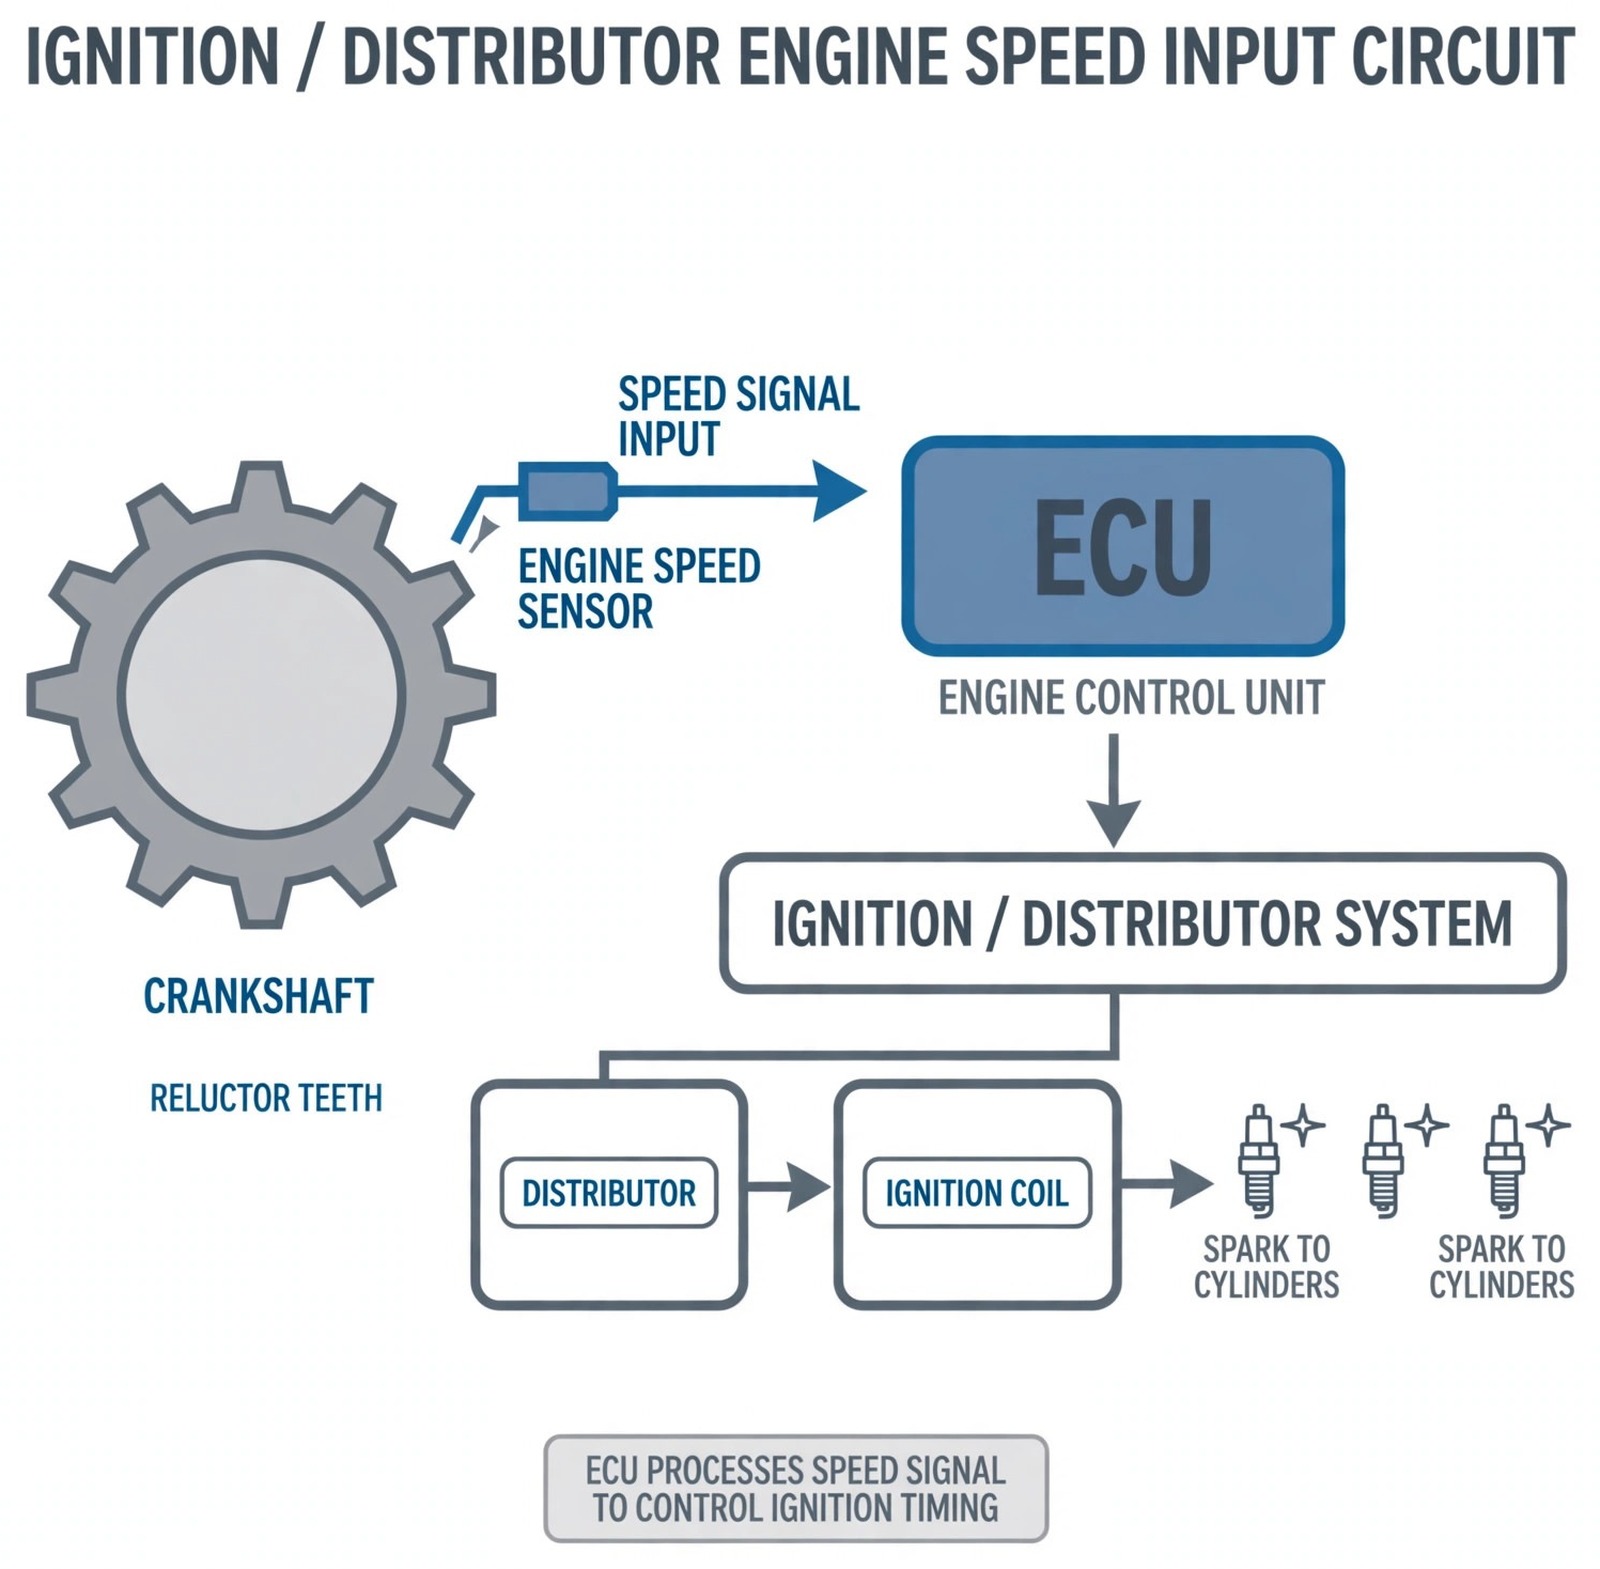 IGNITION / DISTRIBUTOR ENGINE SPEED INPUT CIRCUIT
SPEED SIGNAL
INPUT
ENGINE SPEED
SENSOR
ECU
ENGINE CONTROL UNIT
IGNITION / DISTRIBUTOR SYSTEM
CRANKSHAFT
RELUCTOR TEETH
DISTRIBUTOR
IGNITION COIL
SPARK TO
CYLINDERS
SPARK TO
CYLINDERS
ECU PROCESSES SPEED SIGNAL
TO CONTROL IGNITION TIMING